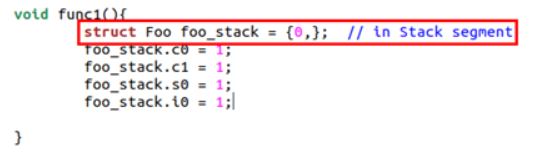 void func1(){
struct Foo foo_stack = {0,};  // in Stack segment
foo_stack.c0 = 1;
foo_stack.c1 = 1;
foo_stack.s0 = 1;
foo_stack.i0 = 1;
}